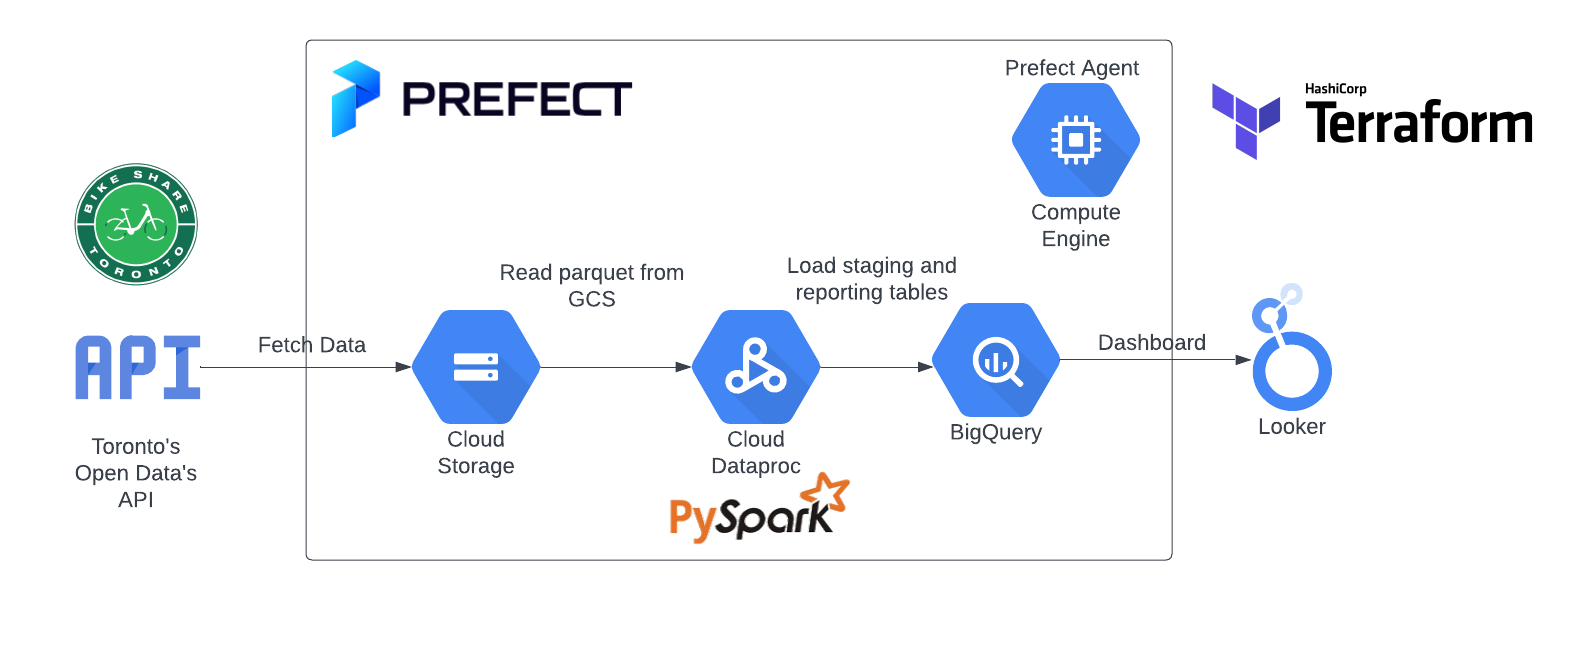 PREFECT
Prefect Agent
HashiCorp
Terraform
BIKE SHARE
TORONTO
Compute
Engine
Read parquet from
GCS
Load staging and
reporting tables
API
Fetch Data
Dashboard
Cloud
Storage
Cloud
Dataproc
BigQuery
Looker
Toronto's
Open Data's
API
PySpark